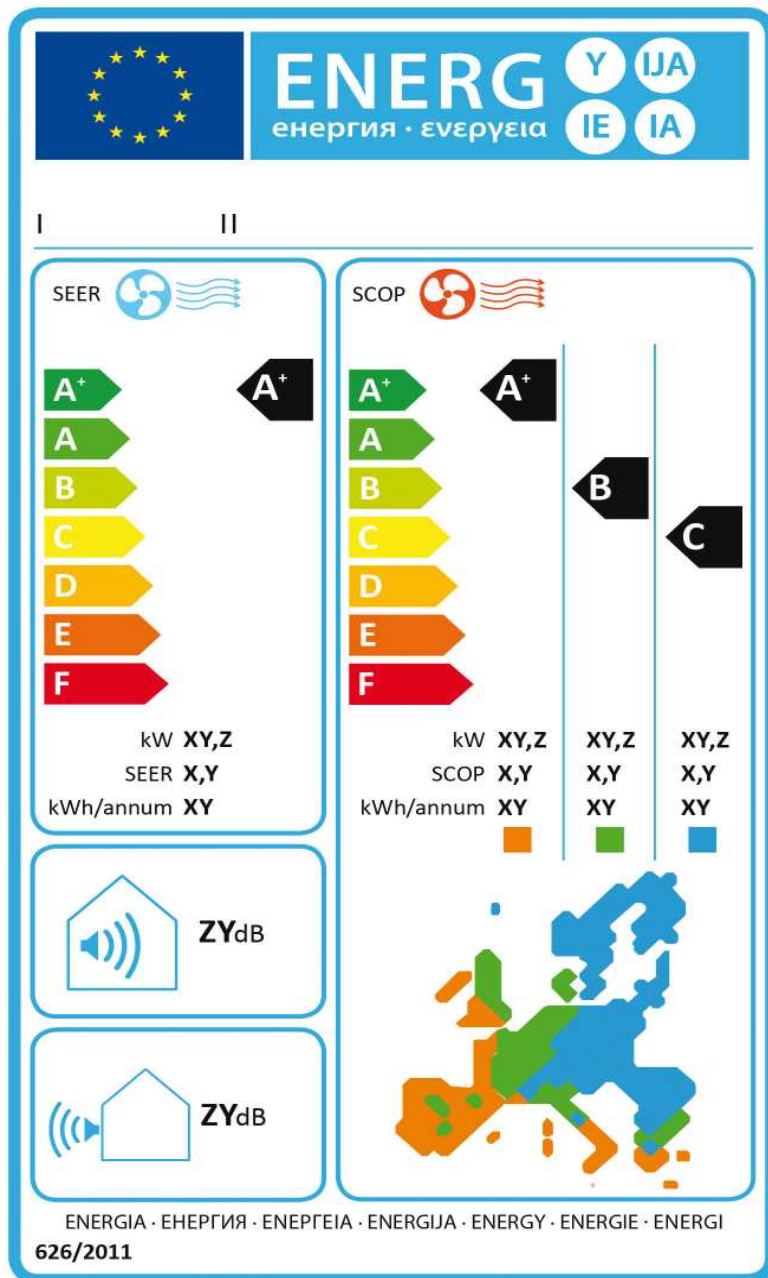 ENERG Y IJA
енергия · ενεργεια IE IA
I II
SEER
A+ A+
A
B
C
D
E
F
kW XY,Z
SEER X,Y
kWh/annum XY
SCOP
A+ A+
A
B B
C C
D
E
F
kW XY,Z XY,Z XY,Z
SCOP X,Y X,Y X,Y
kWh/annum XY XY XY
ZYdB
ZYdB
ENERGIA · ЕНЕРГИЯ · ΕΝΕΡΓΕΙΑ · ENERGIJA · ENERGY · ENERGIE · ENERGI
626/2011